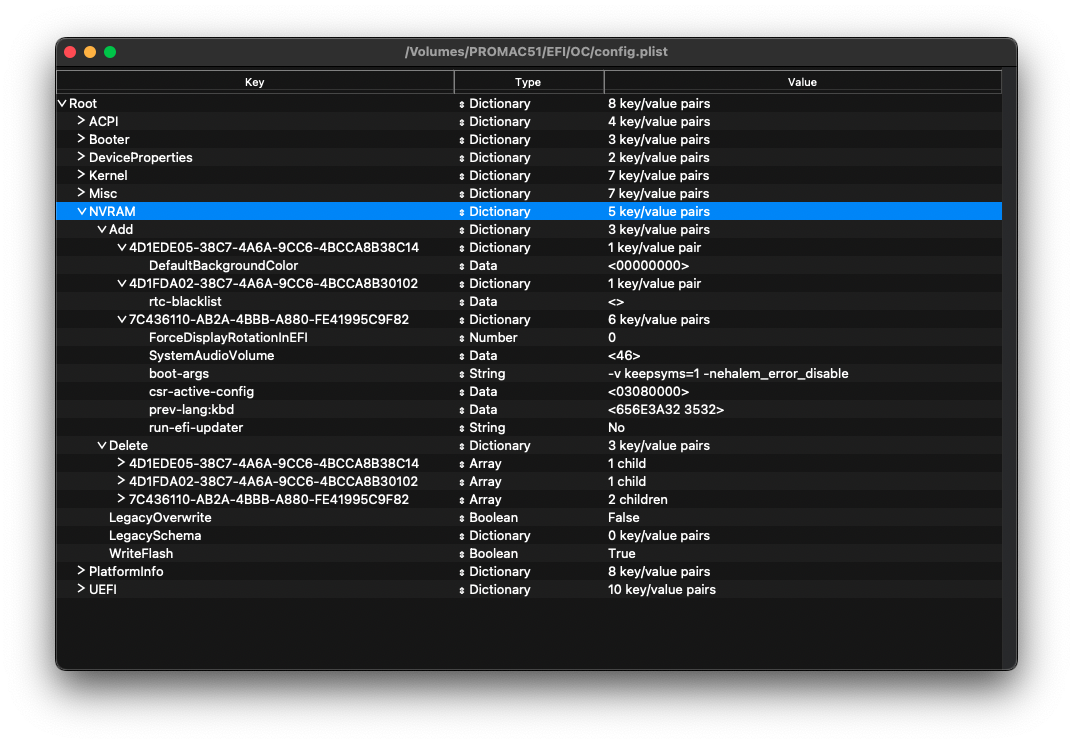 /Volumes/PROMAC51/EFI/OC/config.plist
Key Type Value
Root Dictionary 8 key/value pairs
ACPI Dictionary 4 key/value pairs
Booter Dictionary 3 key/value pairs
DeviceProperties Dictionary 2 key/value pairs
Kernel Dictionary 7 key/value pairs
Misc Dictionary 7 key/value pairs
NVRAM Dictionary 5 key/value pairs
Add Dictionary 3 key/value pairs
4D1EDE05-38C7-4A6A-9CC6-4BCCA8B38C14 Dictionary 1 key/value pair
DefaultBackgroundColor Data <00000000>
4D1FDA02-38C7-4A6A-9CC6-4BCCA8B30102 Dictionary 1 key/value pair
rtc-blacklist Data <>
7C436110-AB2A-4BBB-A880-FE41995C9F82 Dictionary 6 key/value pairs
ForceDisplayRotationInEFI Number 0
SystemAudioVolume Data <46>
boot-args String -v keepsyms=1 -nehalem_error_disable
csr-active-config Data <03080000>
prev-lang:kbd Data <656E3A32 3532>
run-efi-updater String No
Delete Dictionary 3 key/value pairs
4D1EDE05-38C7-4A6A-9CC6-4BCCA8B38C14 Array 1 child
4D1FDA02-38C7-4A6A-9CC6-4BCCA8B30102 Array 1 child
7C436110-AB2A-4BBB-A880-FE41995C9F82 Array 2 children
LegacyOverwrite Boolean False
LegacySchema Dictionary 0 key/value pairs
WriteFlash Boolean True
PlatformInfo Dictionary 8 key/value pairs
UEFI Dictionary 10 key/value pairs